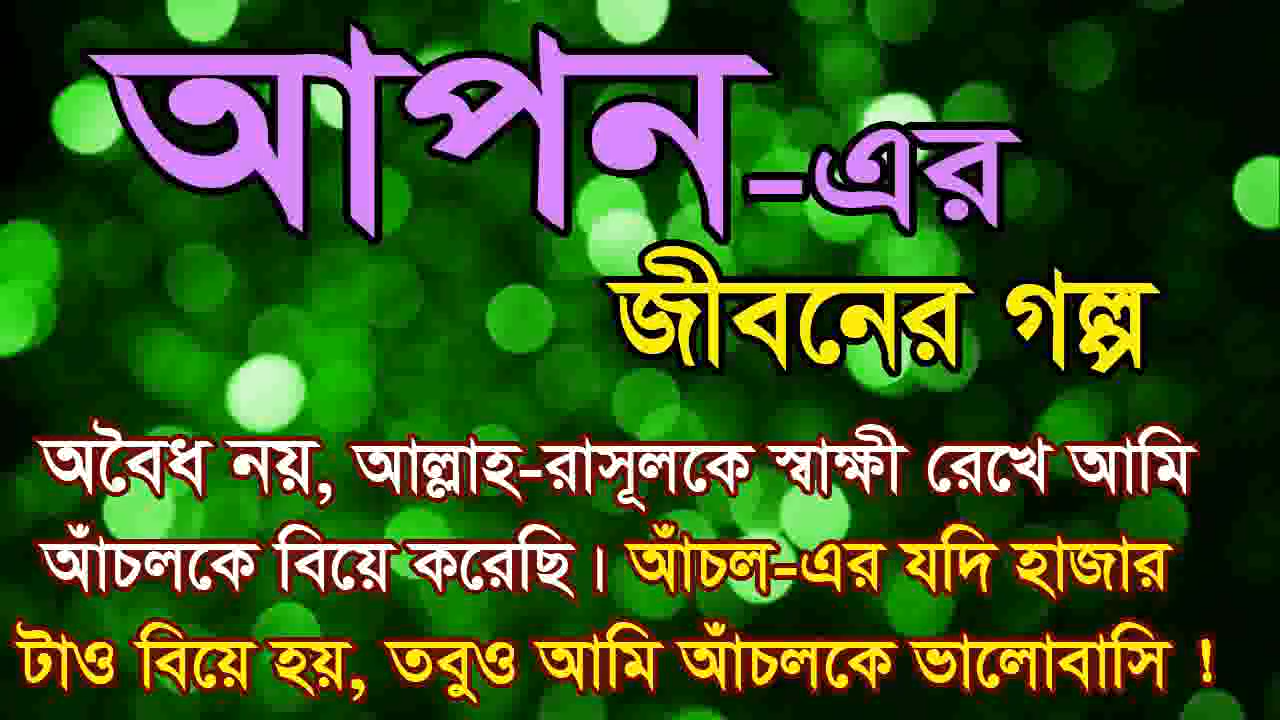 আপন-এর
জীবনের গল্প
অবৈধ নয়, আল্লাহ-রাসূলকে স্বাক্ষী রেখে আমি
আঁচলকে বিয়ে করেছি। আঁচল-এর যদি হাজার
টাও বিয়ে হয়, তবুও আমি আঁচলকে ভালোবাসি !